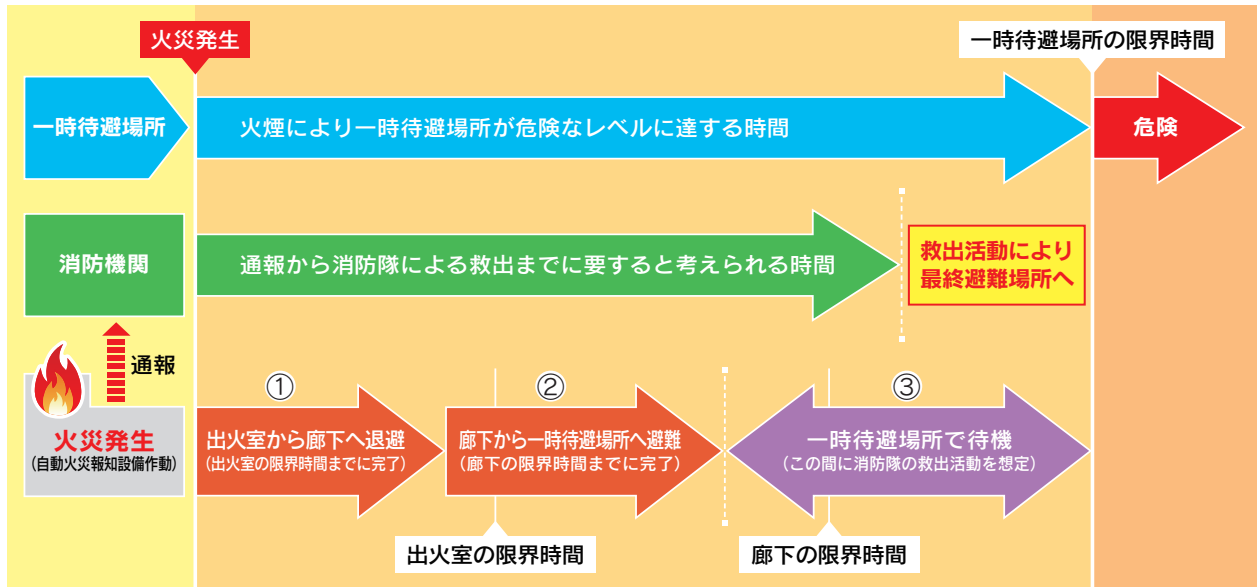 火災発生
一時待避場所の限界時間
一時待避場所
火煙により一時待避場所が危険なレベルに達する時間
危険
消防機関
通報から消防隊による救出までに要すると考えられる時間
救出活動により
最終避難場所へ
通報
火災発生
(自動火災報知設備作動)
①
出火室から廊下へ退避
(出火室の限界時間までに完了)
②
廊下から一時待避場所へ避難
(廊下の限界時間までに完了)
③
一時待避場所で待機
(この間に消防隊の救出活動を想定)
出火室の限界時間
廊下の限界時間